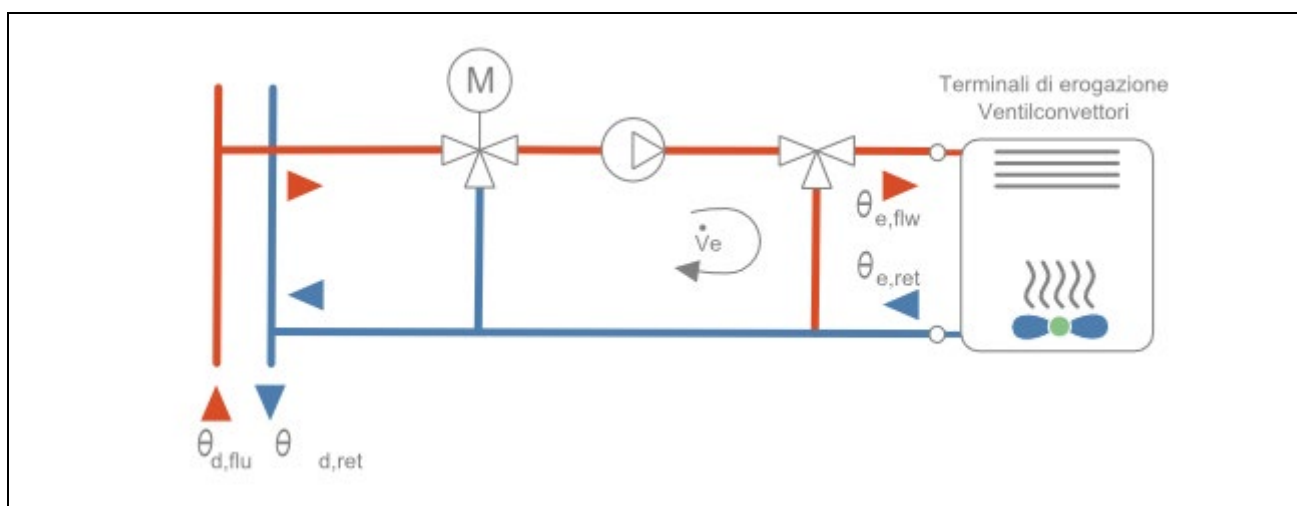 M
Terminali di erogazione
Ventilconvettori
θe,flw
V̇e
θe,ret
θd,flu θ d,ret